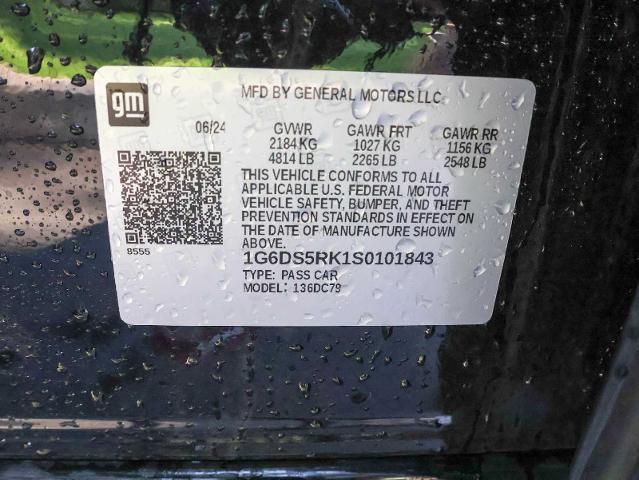 gm
MFD BY GENERAL MOTORS LLC
06/24 GVWR GAWR FRT GAWR RR
2184 KG 1027 KG 1156 KG
4814 LB 2265 LB 2548 LB
THIS VEHICLE CONFORMS TO ALL
APPLICABLE U.S. FEDERAL MOTOR
VEHICLE SAFETY, BUMPER, AND THEFT
PREVENTION STANDARDS IN EFFECT ON
THE DATE OF MANUFACTURE SHOWN
ABOVE.
8555
1G6DS5RK1S0101843
TYPE: PASS CAR
MODEL: 136DC79